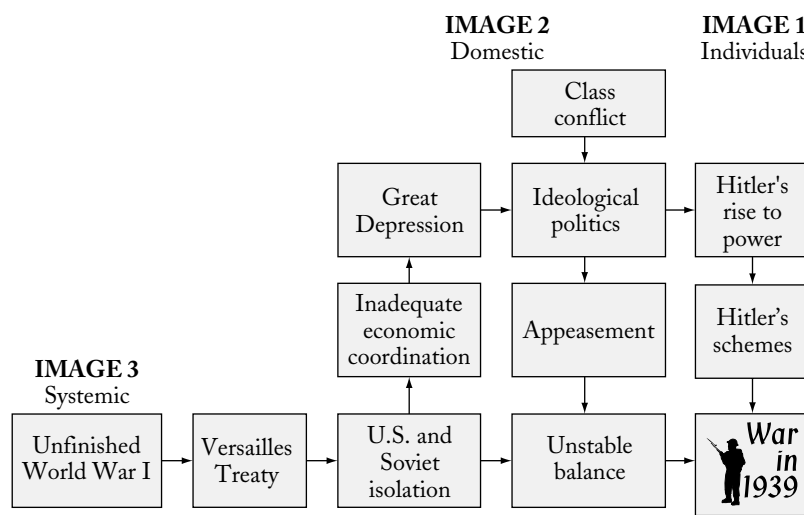 IMAGE 2
Domestic
IMAGE 1
Individuals
Class
conflict
Great
Depression
Ideological
politics
Hitler's
rise to
power
Inadequate
economic
coordination
Appeasement
Hitler’s
schemes
IMAGE 3
Systemic
Unfinished
World War I
Versailles
Treaty
U.S. and
Soviet
isolation
Unstable
balance
War
in
1939